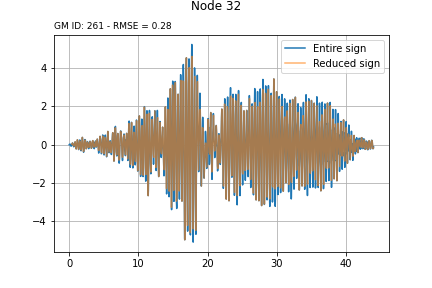 Node 32
GM ID: 261 - RMSE = 0.28
Entire sign
Reduced sign
4
2
0
−2
−4
0 10 20 30 40